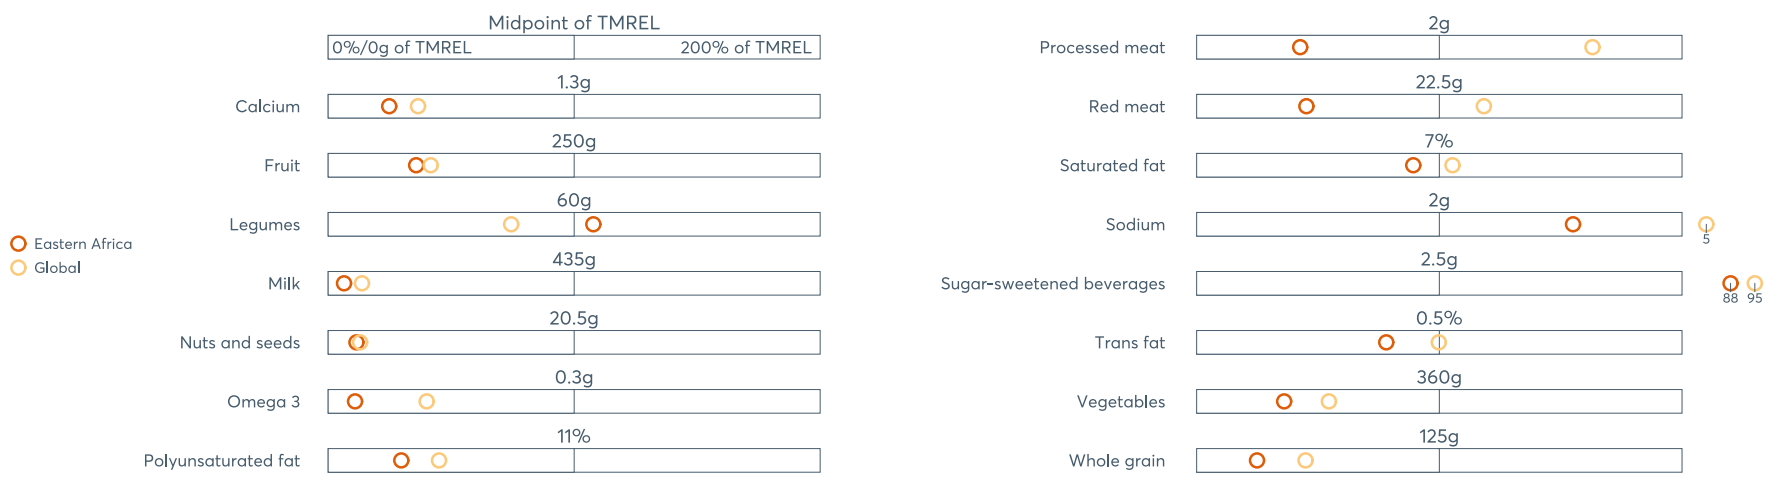 Eastern Africa
Global
Midpoint of TMREL
0%/0g of TMREL 200% of TMREL
1.3g
Calcium
250g
Fruit
60g
Legumes
435g
Milk
20.5g
Nuts and seeds
0.3g
Omega 3
11%
Polyunsaturated fat
2g
Processed meat
22.5g
Red meat
7%
Saturated fat
2g
Sodium
5
2.5g
Sugar-sweetened beverages
88 95
0.5%
Trans fat
360g
Vegetables
125g
Whole grain